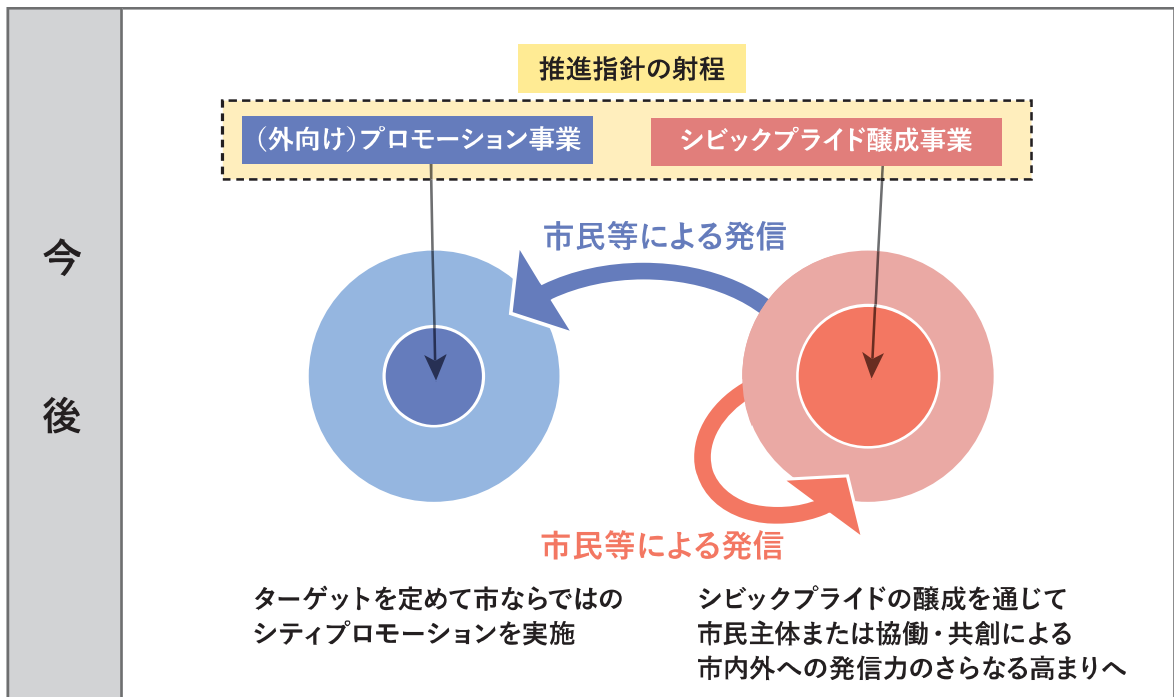 推進指針の射程
（外向け）プロモーション事業
シビックプライド醸成事業
今後
市民等による発信
市民等による発信
ターゲットを定めて市ならではの
シティプロモーションを実施
シビックプライドの醸成を通じて
市民主体または協働・共創による
市内外への発信力のさらなる高まりへ